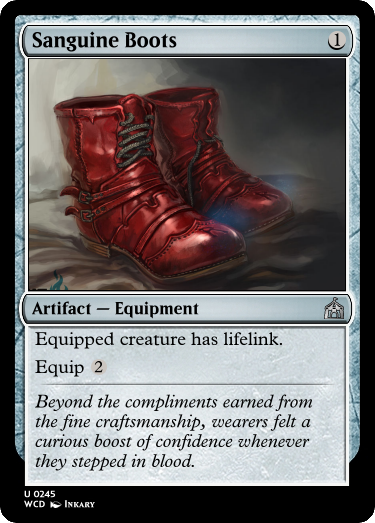 Sanguine Boots 1
Artifact — Equipment
Equipped creature has lifelink.
Equip 2
Beyond the compliments earned from
the fine craftsmanship, wearers felt a
curious boost of confidence whenever
they stepped in blood.
U 0245
WCD Inkary